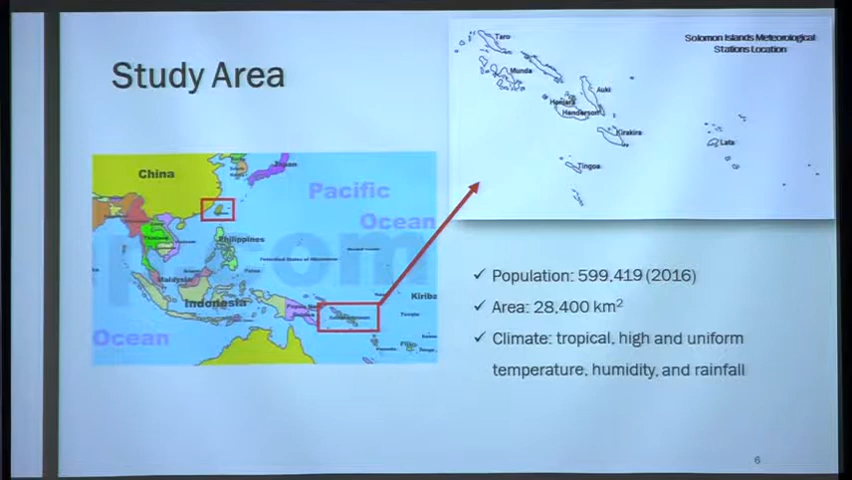 Study Area
Solomon Islands Meteorological
Stations Location
Taro
Munda
Auki
Honiara
Henderson
Kirakira
Lata
Tingoa
China
Japan
Pacific
Ocean
Philippines
Thailand
Malaysia
Indonesia
Kiriba
Fiji
Ocean
✓ Population: 599,419 (2016)
✓ Area: 28,400 km²
✓ Climate: tropical, high and uniform
temperature, humidity, and rainfall
6